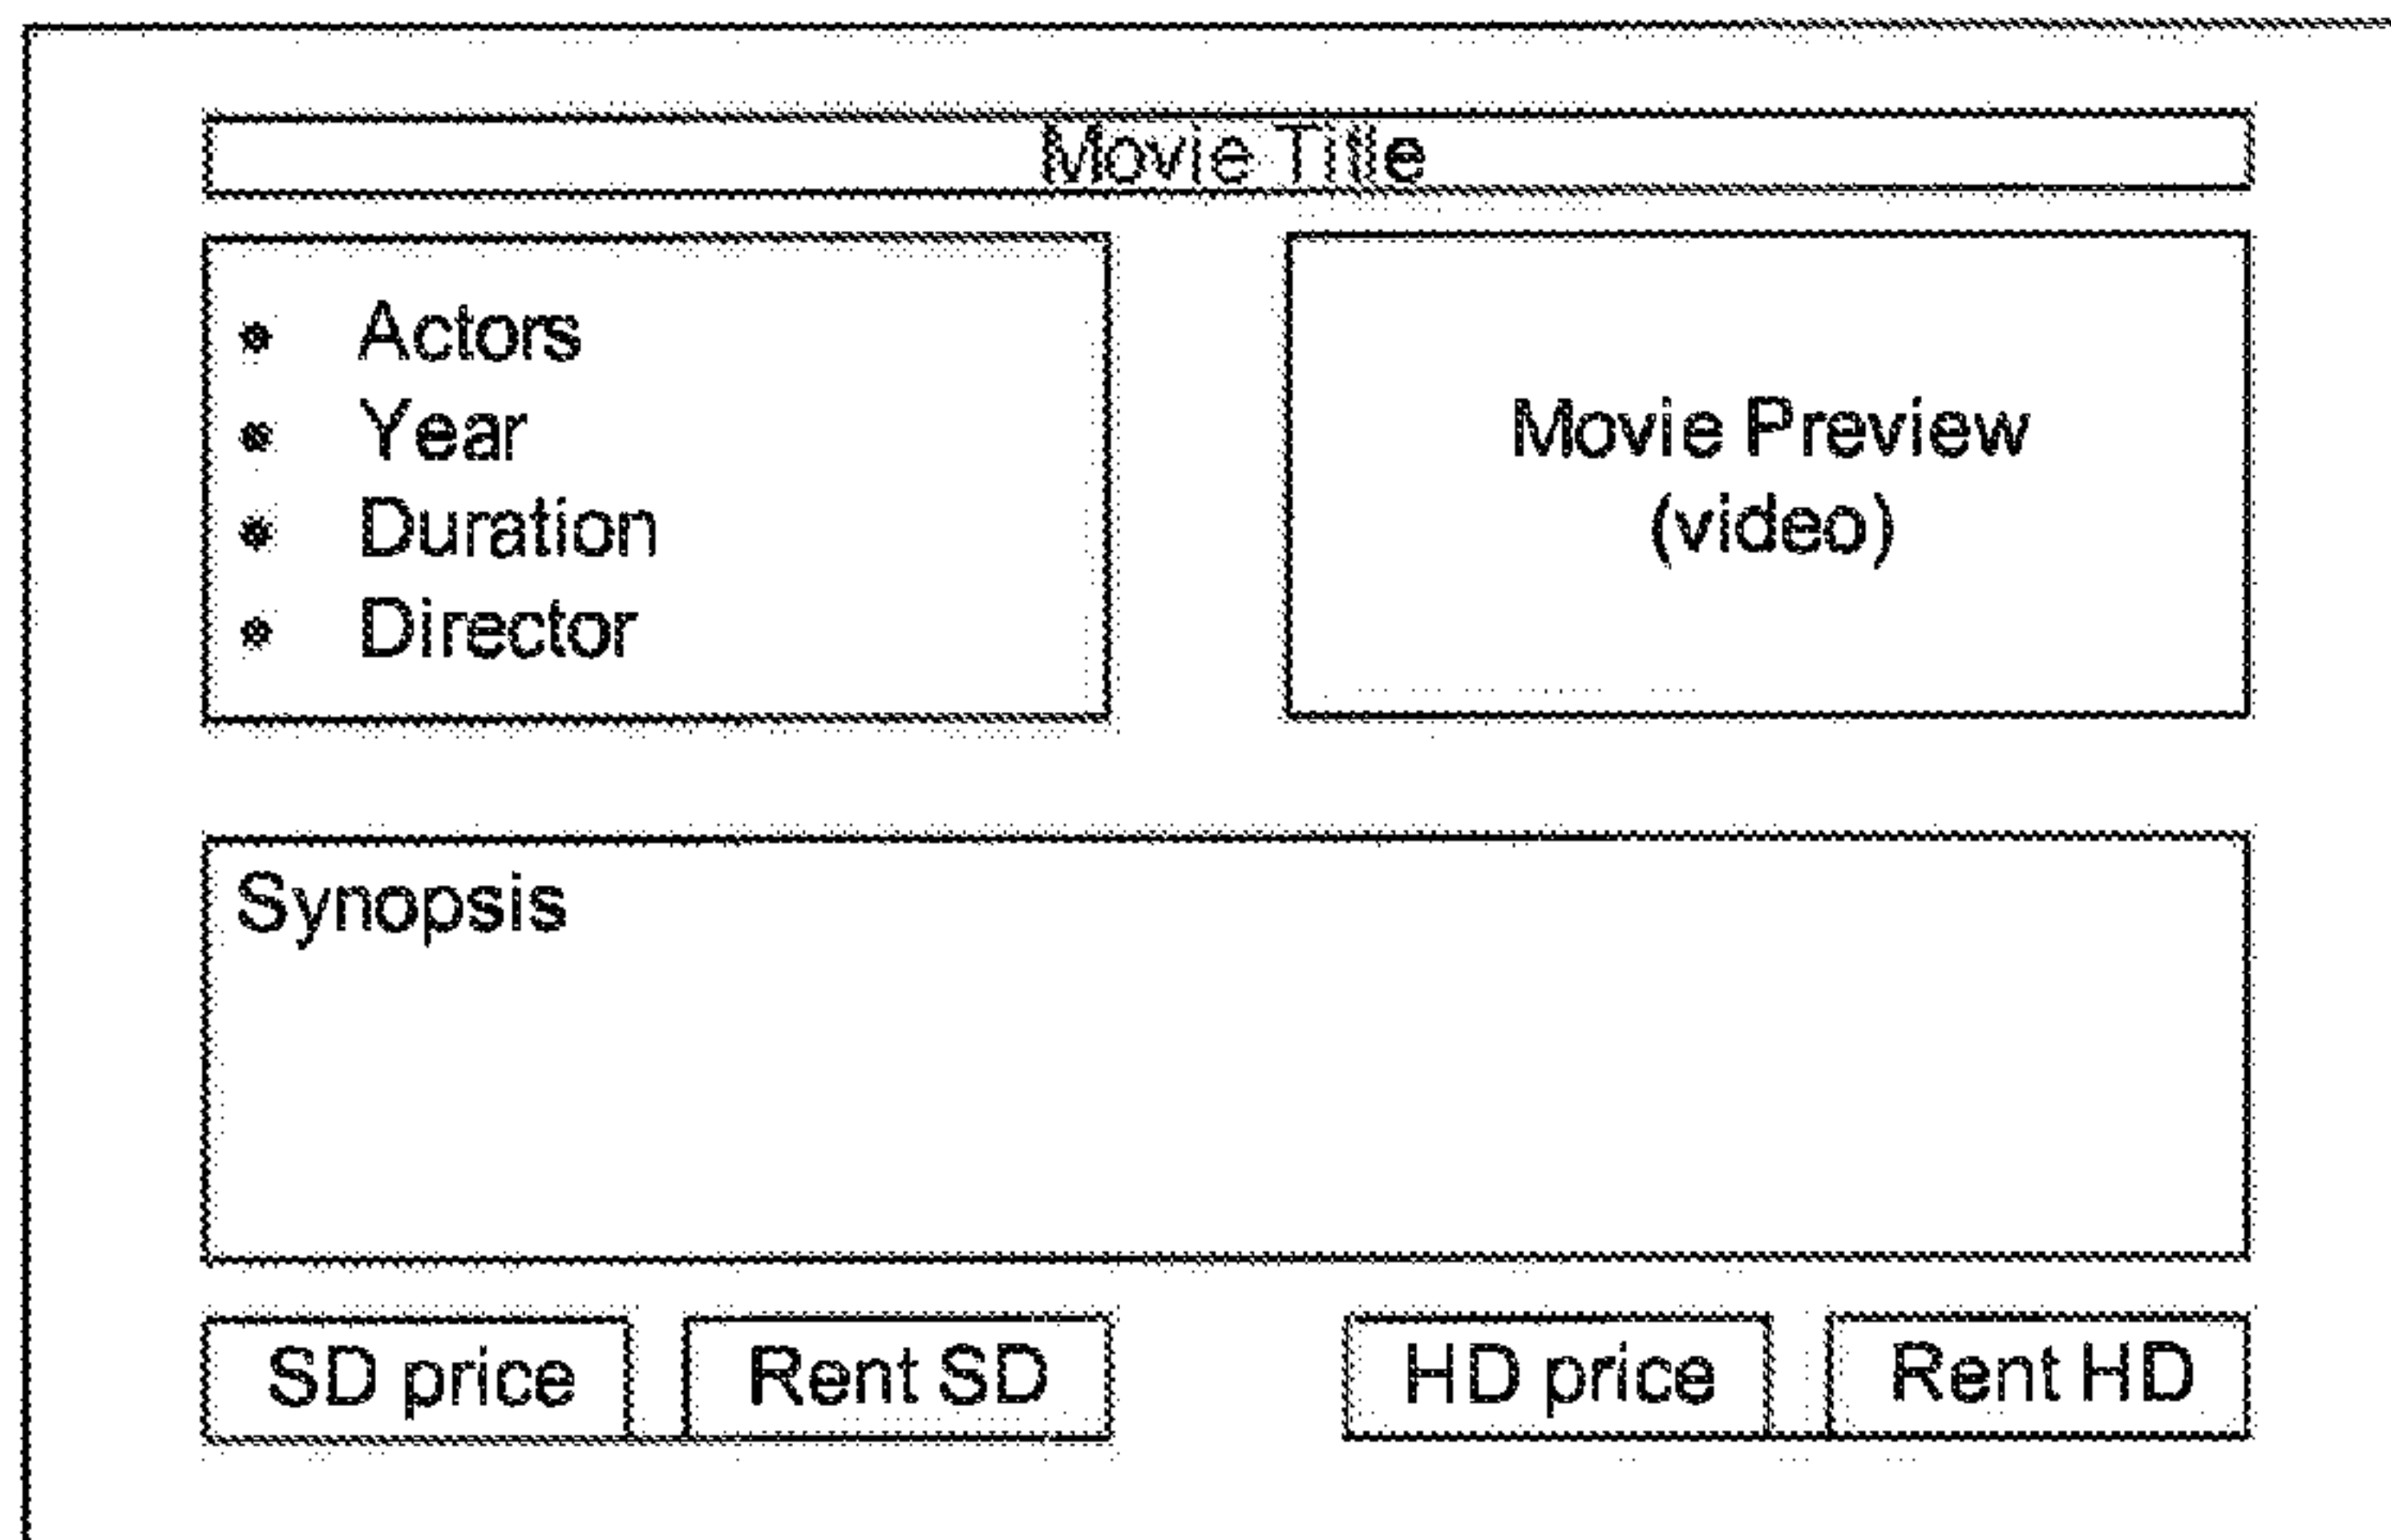 Movie Title
• Actors
• Year
• Duration
• Director
Movie Preview
(video)
Synopsis
SD price
Rent SD
HD price
Rent HD